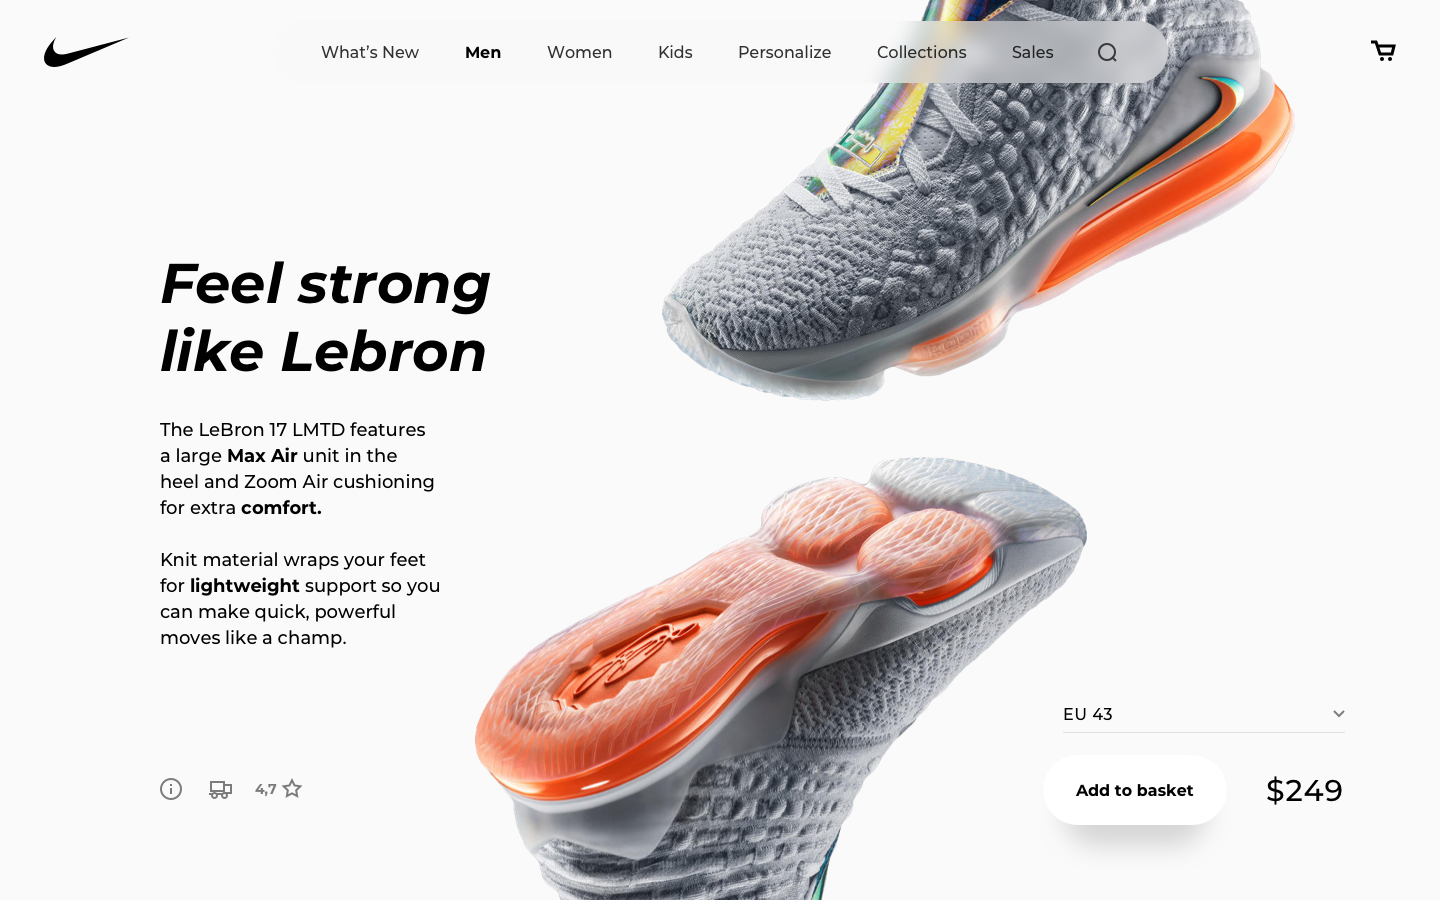 What’s New
Men
Women
Kids
Personalize
Collections
Sales
Feel strong
like Lebron
The LeBron 17 LMTD features
a large Max Air unit in the
heel and Zoom Air cushioning
for extra comfort.
Knit material wraps your feet
for lightweight support so you
can make quick, powerful
moves like a champ.
EU 43
4,7
Add to basket
$249